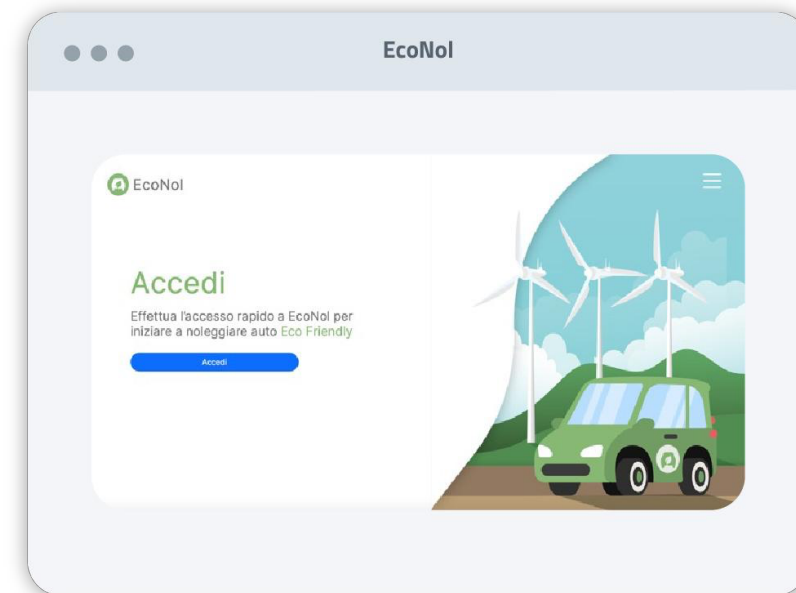 EcoNol
EcoNol
Accedi
Effettua l'accesso rapido a EcoNol per
iniziare a noleggiare auto Eco Friendly
Accedi